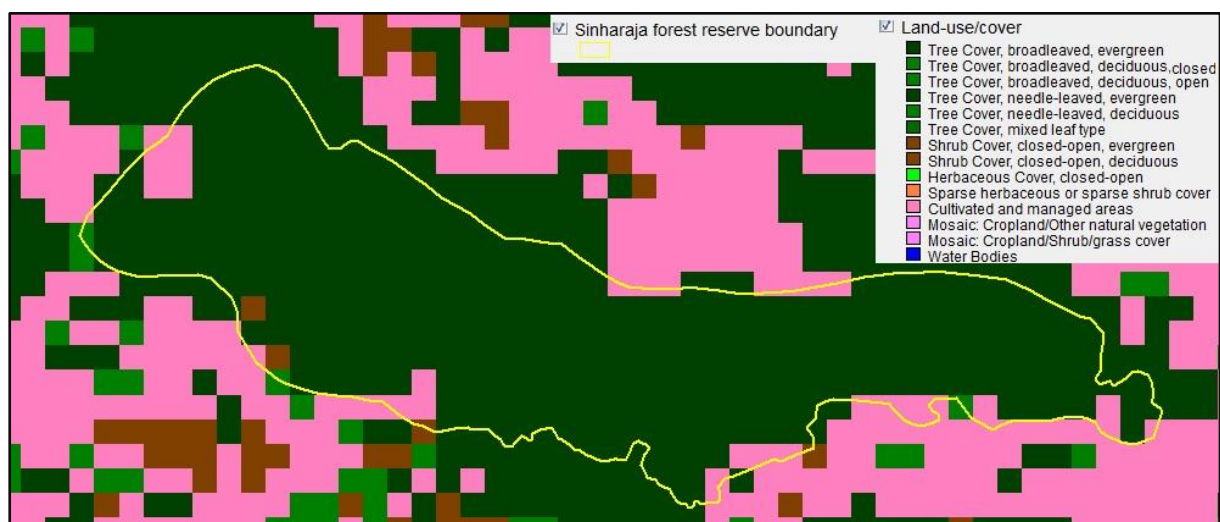 Sinharaja forest reserve boundary
Land-use/cover
Tree Cover, broadleaved, evergreen
Tree Cover, broadleaved, deciduous,closed
Tree Cover, broadleaved, deciduous, open
Tree Cover, needle-leaved, evergreen
Tree Cover, needle-leaved, deciduous
Tree Cover, mixed leaf type
Shrub Cover, closed-open, evergreen
Shrub Cover, closed-open, deciduous
Herbaceous Cover, closed-open
Sparse herbaceous or sparse shrub cover
Cultivated and managed areas
Mosaic: Cropland/Other natural vegetation
Mosaic: Cropland/Shrub/grass cover
Water Bodies